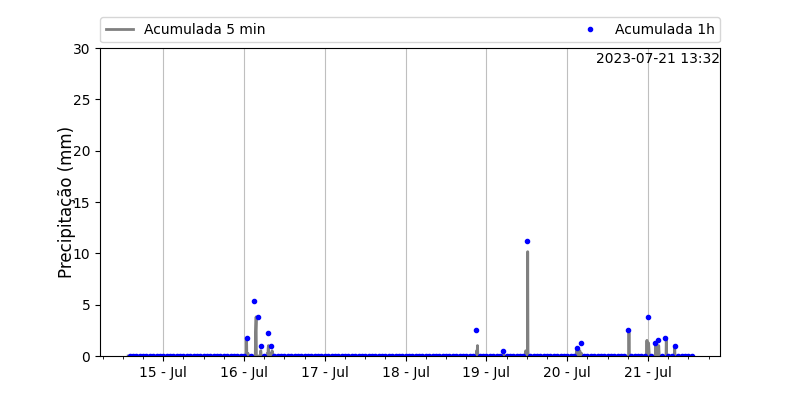 Acumulada 5 min
Acumulada 1h
2023-07-21 13:32
Precipitação (mm)
30
25
20
15
10
5
0
15 - Jul
16 - Jul
17 - Jul
18 - Jul
19 - Jul
20 - Jul
21 - Jul